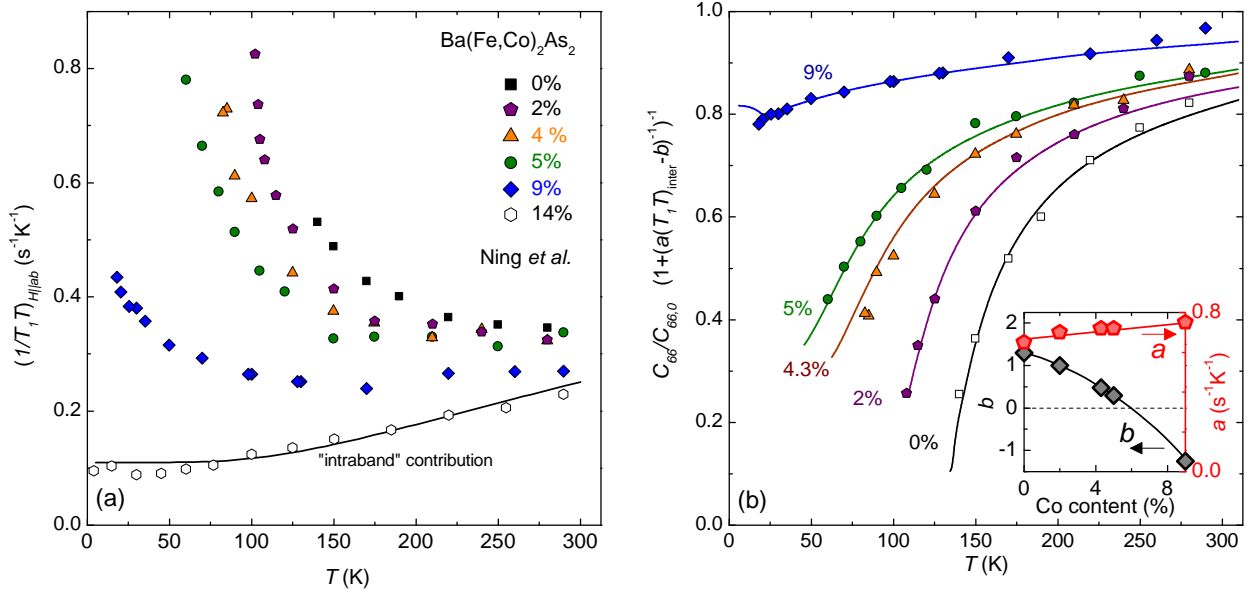 Ba(Fe,Co)₂As₂
0%
2%
4 %
5%
9%
14%
Ning et al.
"intraband" contribution
(a)
(1/T₁T)_H||ab (s⁻¹K⁻¹)
0.8
0.6
0.4
0.2
0.0
0 50 100 150 200 250 300
T (K)
C₆₆/C₆₆,₀ (1+(a(T₁T)_inter-b)⁻¹)⁻¹
1.0
0.8
0.6
0.4
0.2
0.0
9%
5%
4.3%
2%
0%
(b)
0 50 100 150 200 250 300
T (K)
b
2
1
0
-1
a
b
0.8
0.0
a (s⁻¹K⁻¹)
0 4 8
Co content (%)